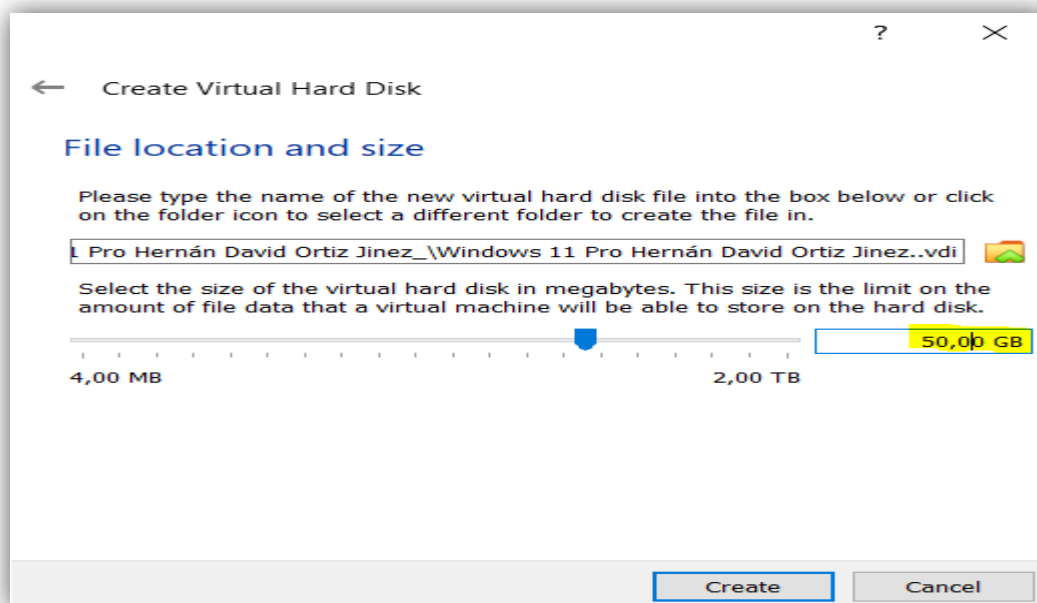 ?
Create Virtual Hard Disk
File location and size
Please type the name of the new virtual hard disk file into the box below or click
on the folder icon to select a different folder to create the file in.
Pro Hernán David Ortiz Jinez_\Windows 11 Pro Hernán David Ortiz Jinez..vdi
Select the size of the virtual hard disk in megabytes. This size is the limit on the
amount of file data that a virtual machine will be able to store on the hard disk.
50,00 GB
4,00 MB 2,00 TB
Create Cancel